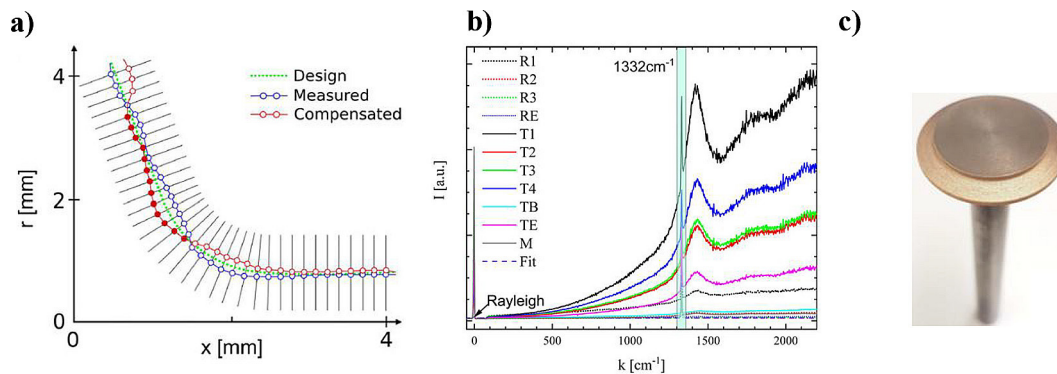 a)
4
2
0
r [mm]
x [mm]
4
Design
Measured
Compensated
b)
I [a.u.]
R1
R2
R3
RE
T1
T2
T3
T4
TB
TE
M
Fit
1332cm⁻¹
Rayleigh
0
500
1000
1500
2000
k [cm⁻¹]
c)